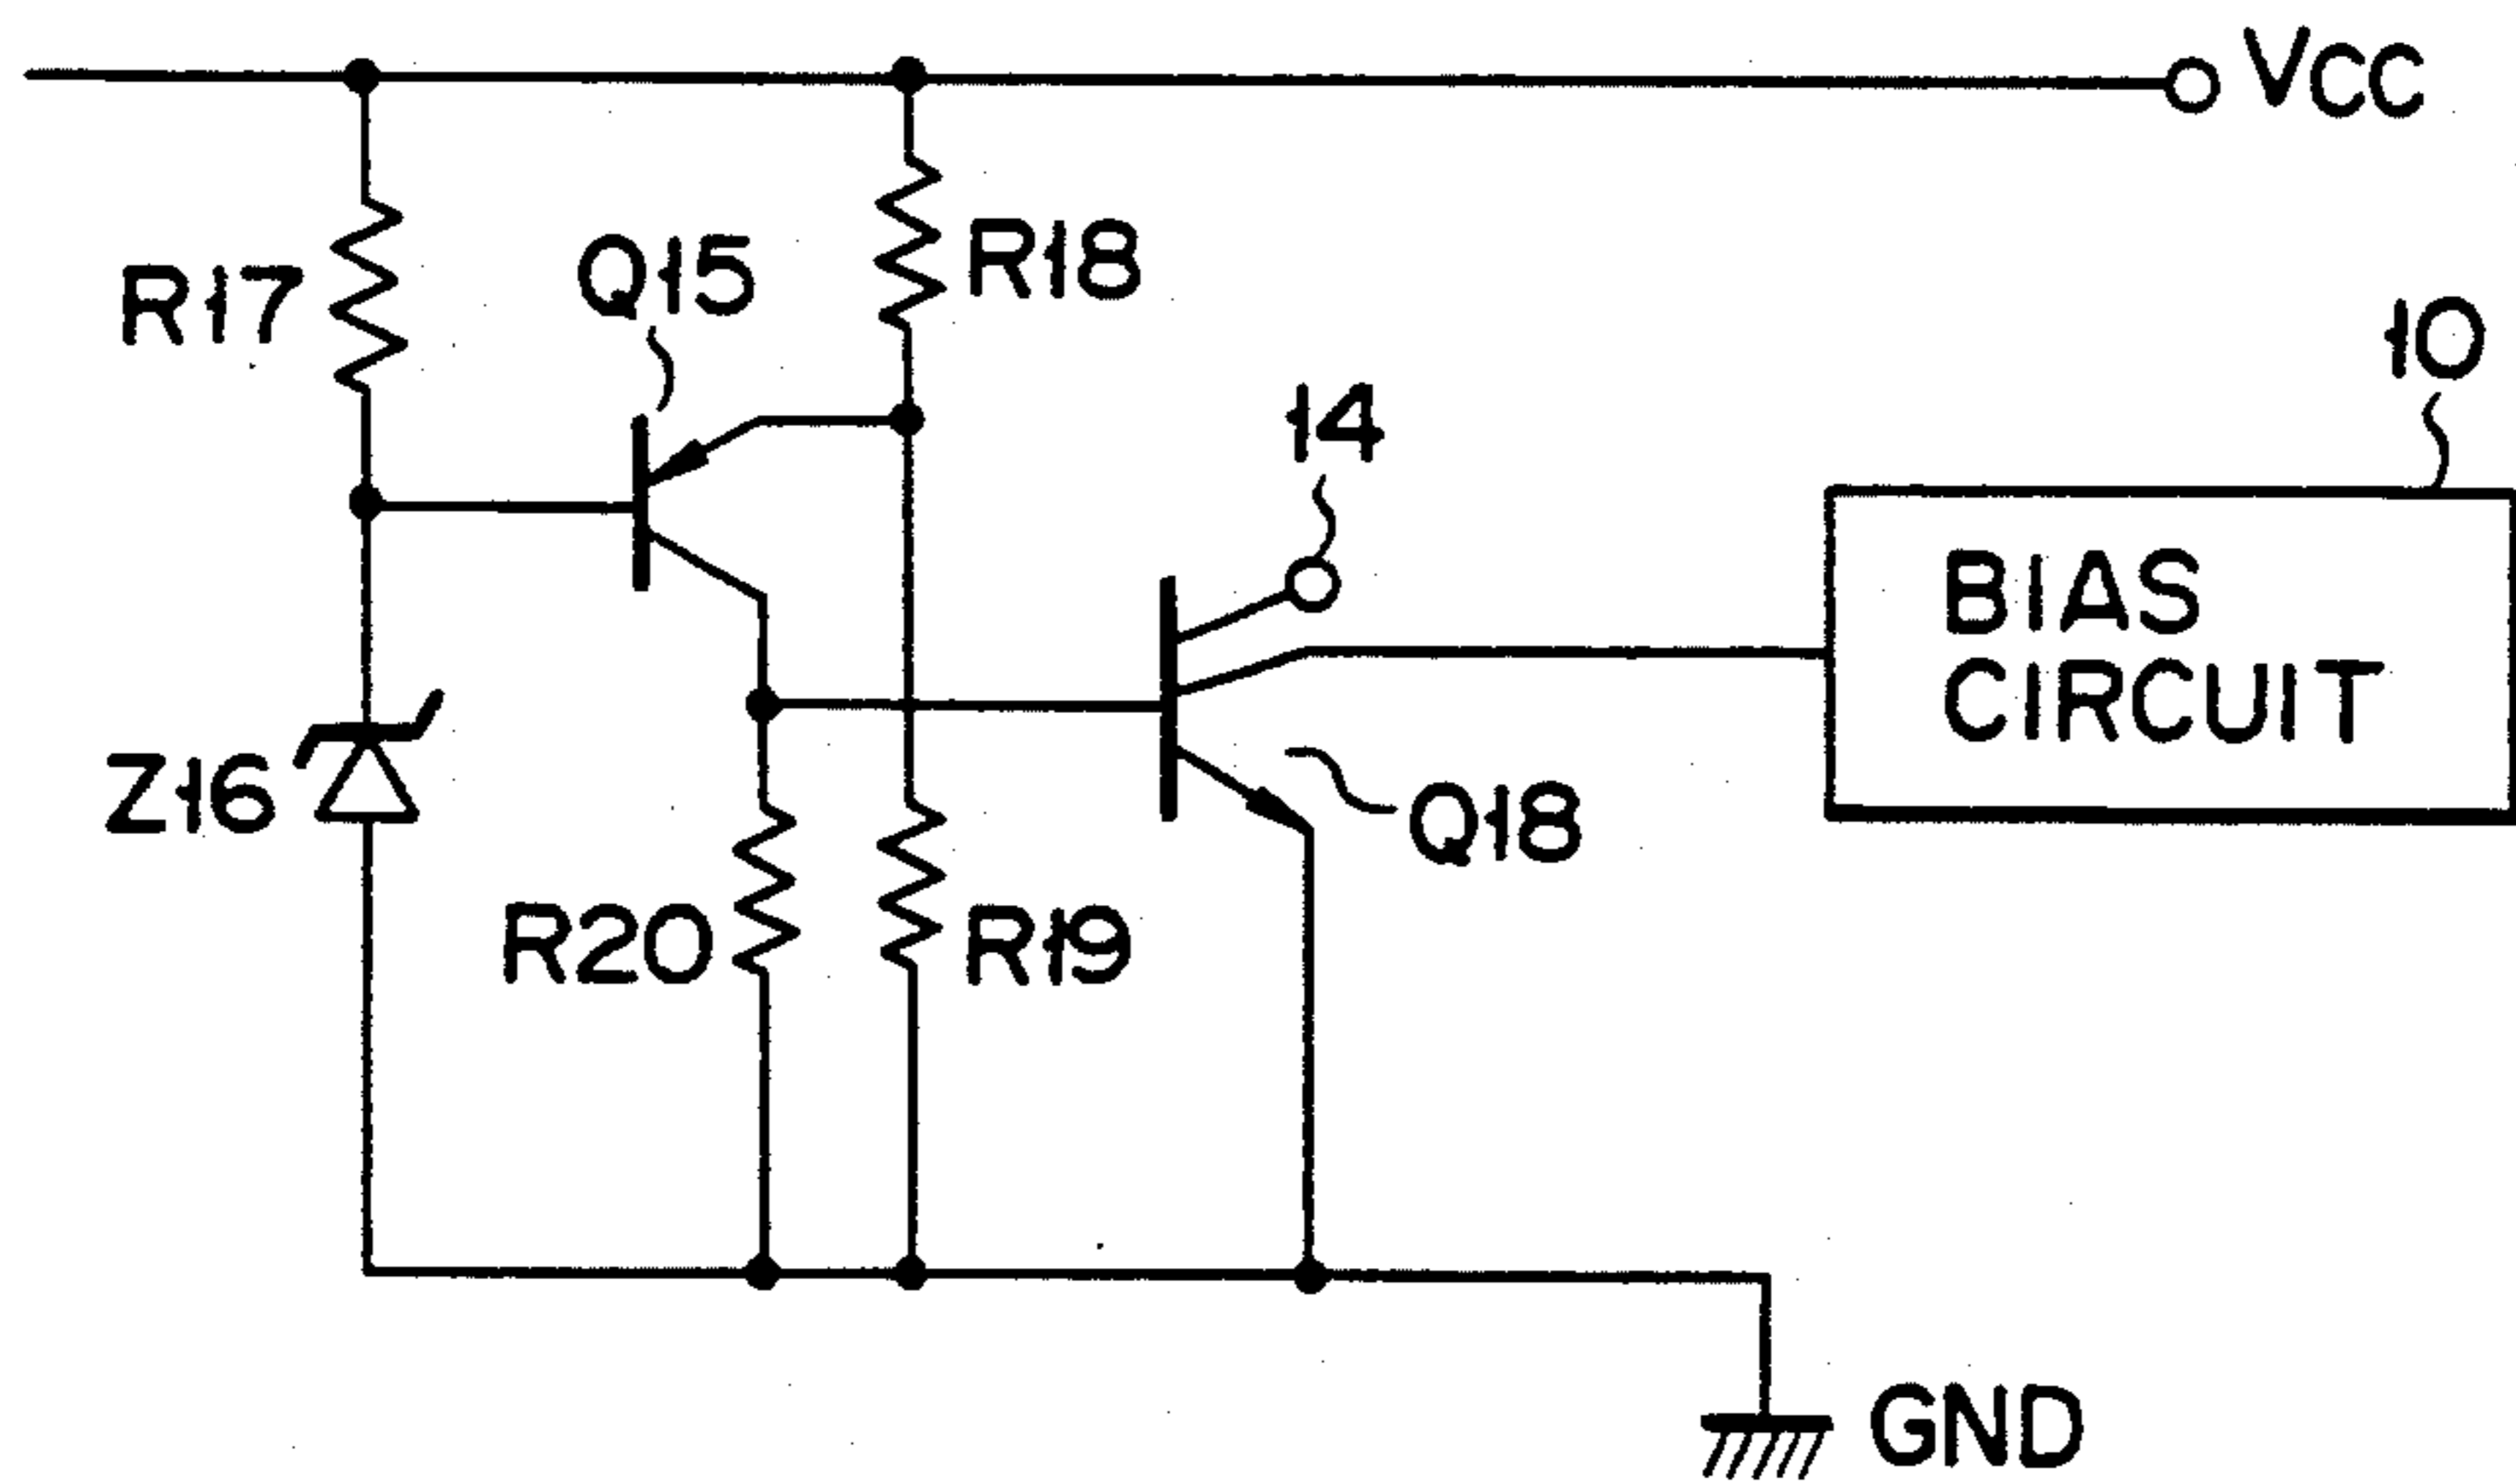 VCC
R17
Q15
R18
10
14
BIAS
CIRCUIT
Z16
Q18
R20
R19
GND